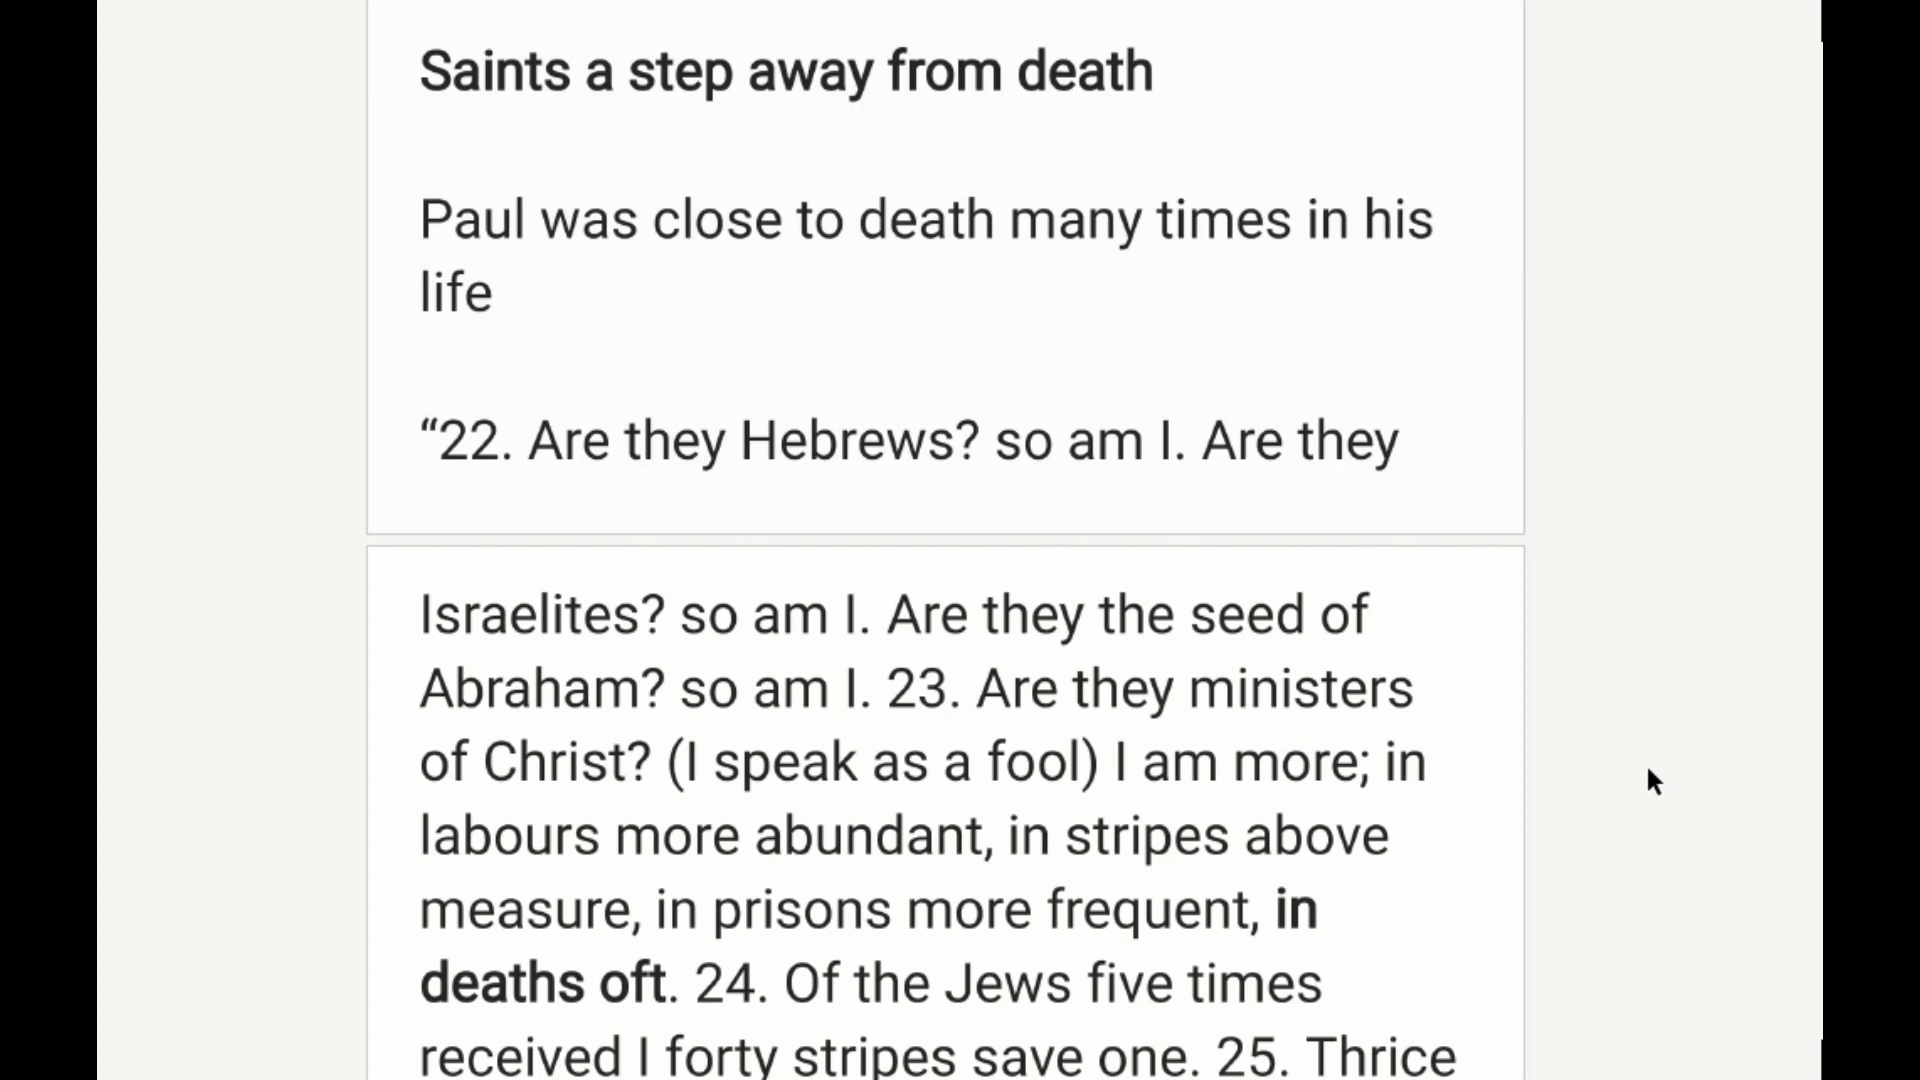 Saints a step away from death
Paul was close to death many times in his
life
“22. Are they Hebrews? so am I. Are they
Israelites? so am I. Are they the seed of
Abraham? so am I. 23. Are they ministers
of Christ? (I speak as a fool) I am more; in
labours more abundant, in stripes above
measure, in prisons more frequent, in
deaths oft. 24. Of the Jews five times
received I forty stripes save one. 25. Thrice